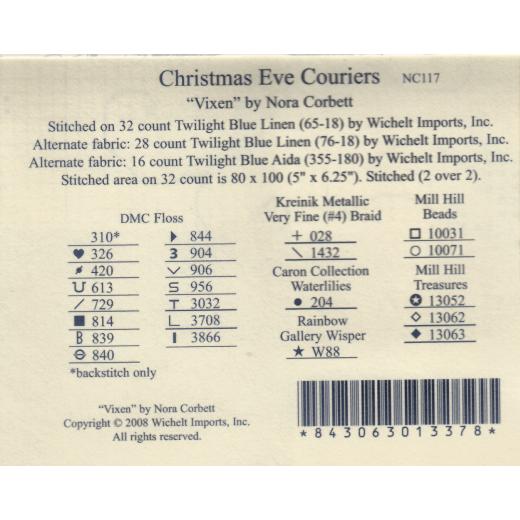 Christmas Eve Couriers NC117
"Vixen" by Nora Corbett
Stitched on 32 count Twilight Blue Linen (65-18) by Wichelt Imports, Inc.
Alternate fabric: 28 count Twilight Blue Linen (76-18) by Wichelt Imports, Inc.
Alternate fabric: 16 count Twilight Blue Aida (355-180) by Wichelt Imports, Inc.
Stitched area on 32 count is 80 x 100 (5" x 6.25"). Stitched (2 over 2).
DMC Floss
310*
♥ 326
420
U 613
/ 729
■ 814
B 839
⊖ 840
*backstitch only
844
3 904
906
5 956
T 3032
L 3708
I 3866
Kreinik Metallic
Very Fine (#4) Braid
+ 028
\ 1432
Caron Collection
Waterlilies
● 204
Rainbow
Gallery Wisper
★ W88
Mill Hill
Beads
□ 10031
○ 10071
Mill Hill
Treasures
✪ 13052
◇ 13062
◆ 13063
"Vixen" by Nora Corbett
Copyright © 2008 Wichelt Imports, Inc.
All rights reserved.
*843063013378*